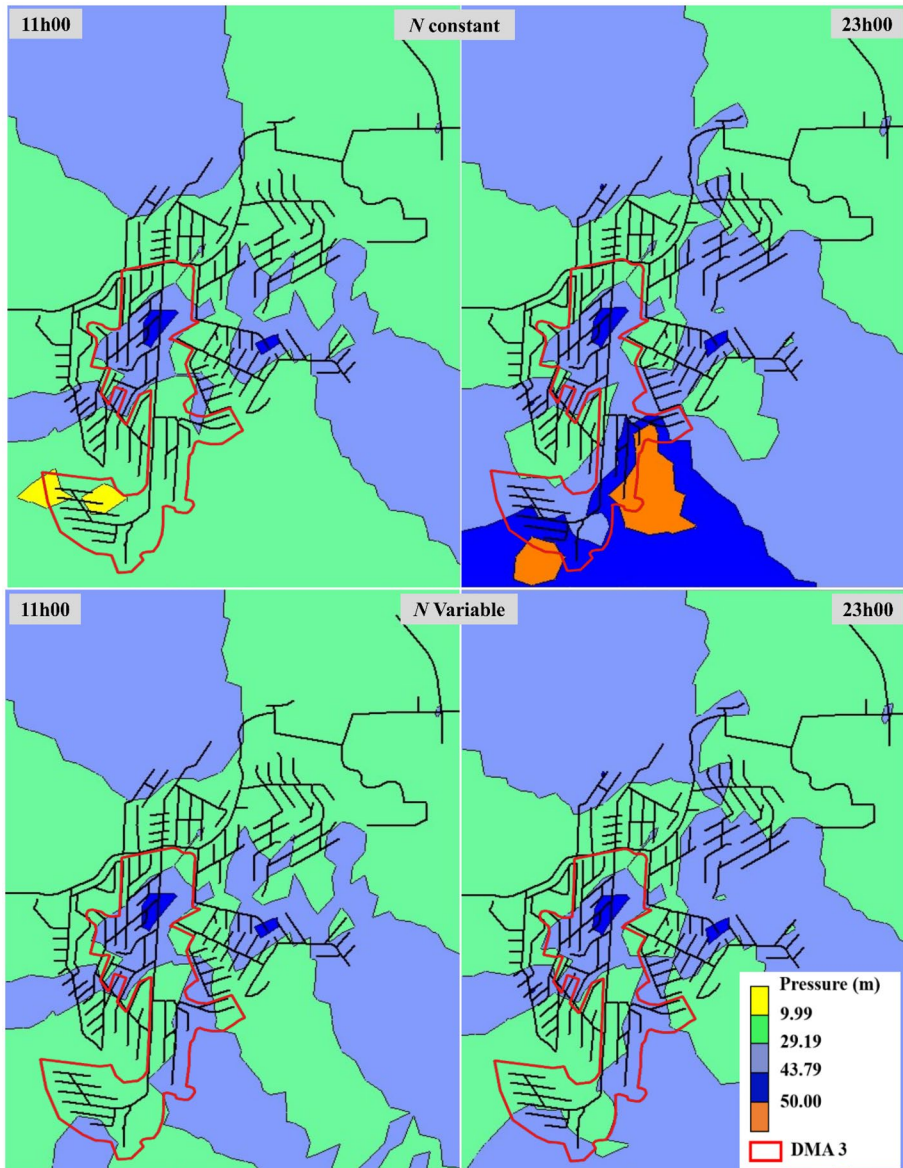 11h00
N constant
23h00
11h00
N Variable
23h00
Pressure (m)
9.99
29.19
43.79
50.00
DMA 3